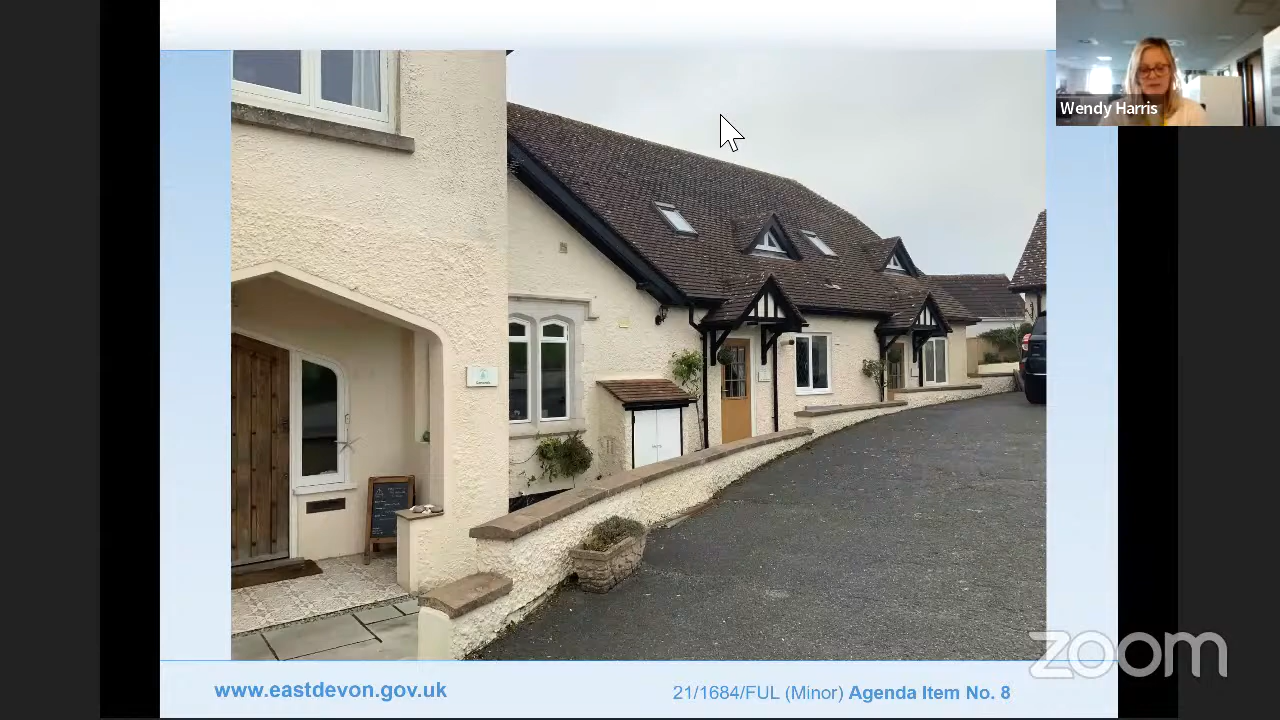 Wendy Harris
www.eastdevon.gov.uk
21/1684/FUL (Minor) Agenda Item No. 8
zoom